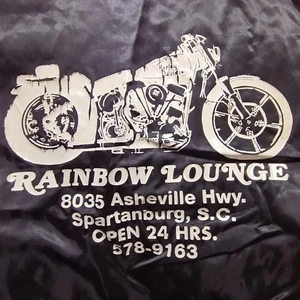 RAINBOW LOUNGE
8035 Asheville Hwy.
Spartanburg, S.C.
OPEN 24 HRS.
578-9163